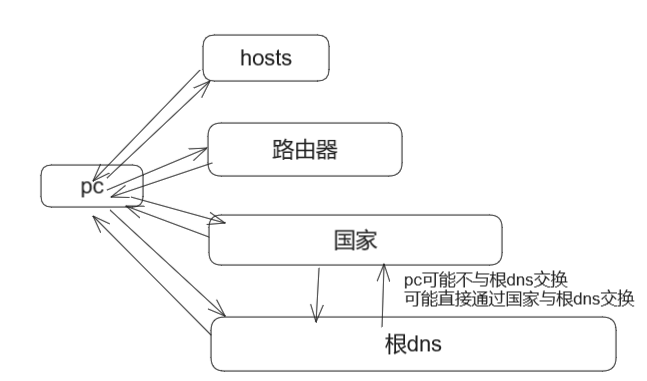 hosts
路由器
pc
国家
pc可能不与根dns交换
可能直接通过国家与根dns交换
根dns